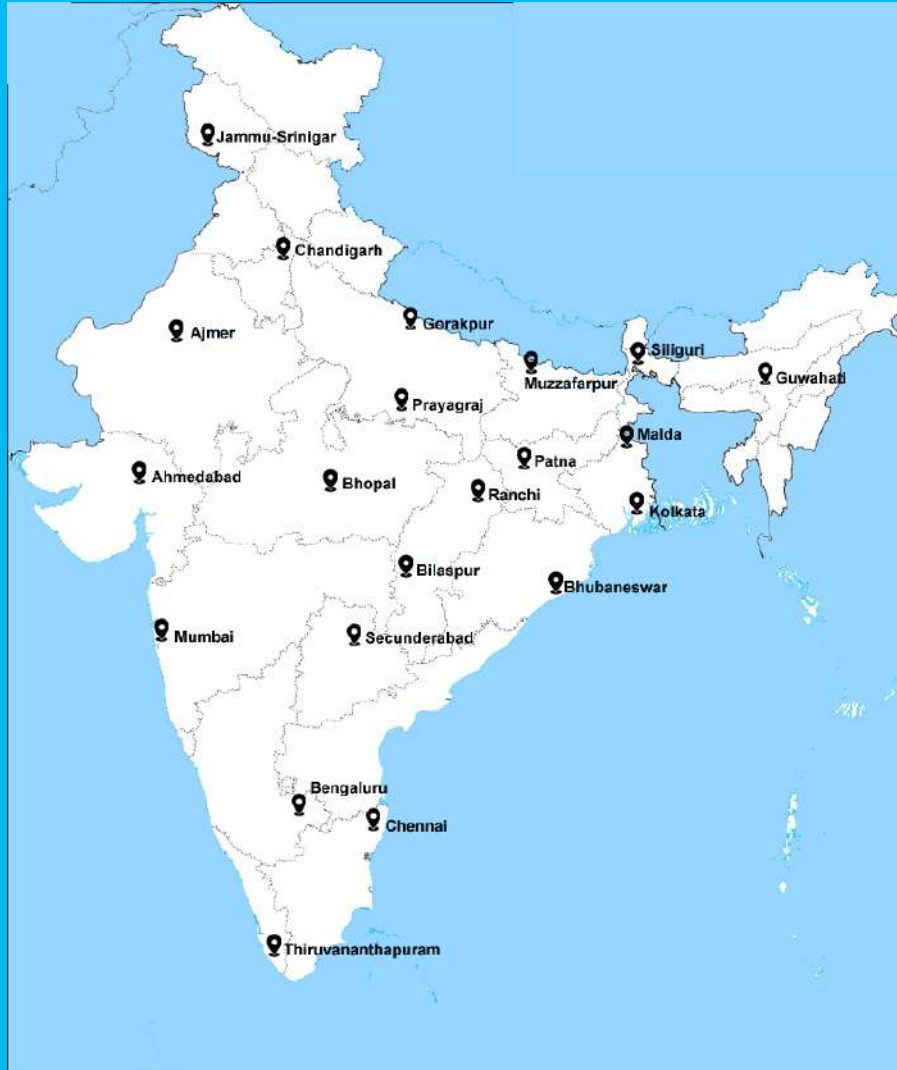 Jammu-Srinigar
Chandigarh
Ajmer
Gorakpur
Siliguri
Muzzafarpur
Guwahati
Prayagraj
Malda
Patna
Ahmedabad
Bhopal
Ranchi
Kolkata
Bilaspur
Bhubaneswar
Mumbai
Secunderabad
Bengaluru
Chennai
Thiruvananthapuram